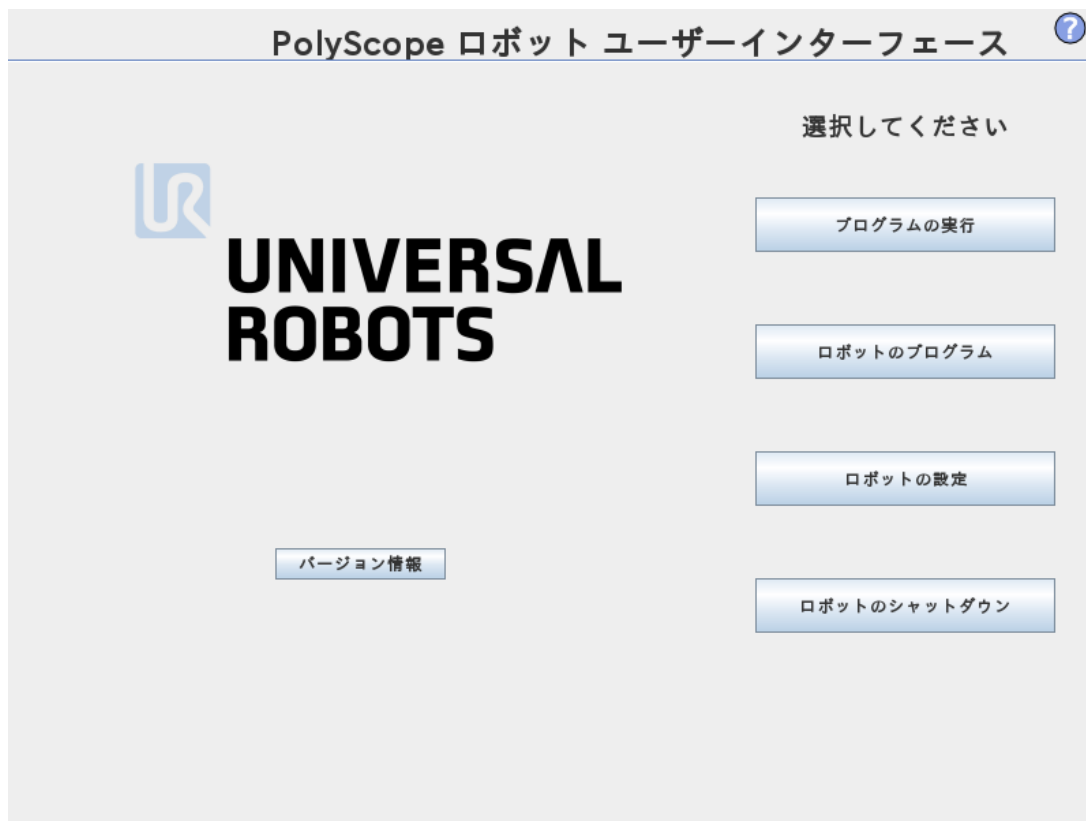 PolyScope ロボット ユーザーインターフェース
?
選択してください
UR
UNIVERSAL
ROBOTS
プログラムの実行
ロボットのプログラム
ロボットの設定
バージョン情報
ロボットのシャットダウン